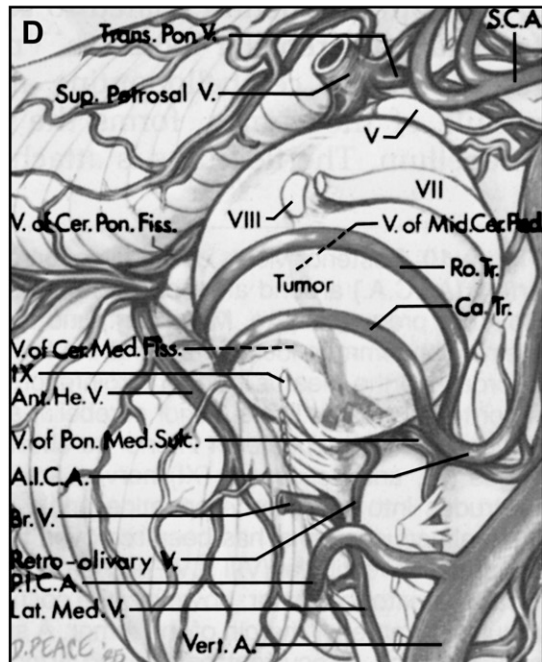 D
S.C.A.
Trans. Pon. V.
Sup. Petrosal V.
V
VII
VIII
V. of Cer. Pon. Fiss.
V. of Mid. Cer. Ped.
Tumor
Ro. Tr.
Ca. Tr.
V. of Cer. Med. Fiss.
IX
Ant. He. V.
V. of Pon. Med. Sulc.
A.I.C.A.
Br. V.
Retro-olivary V.
P.I.C.A.
Lat. Med. V.
Vert. A.
D. PEACE '85